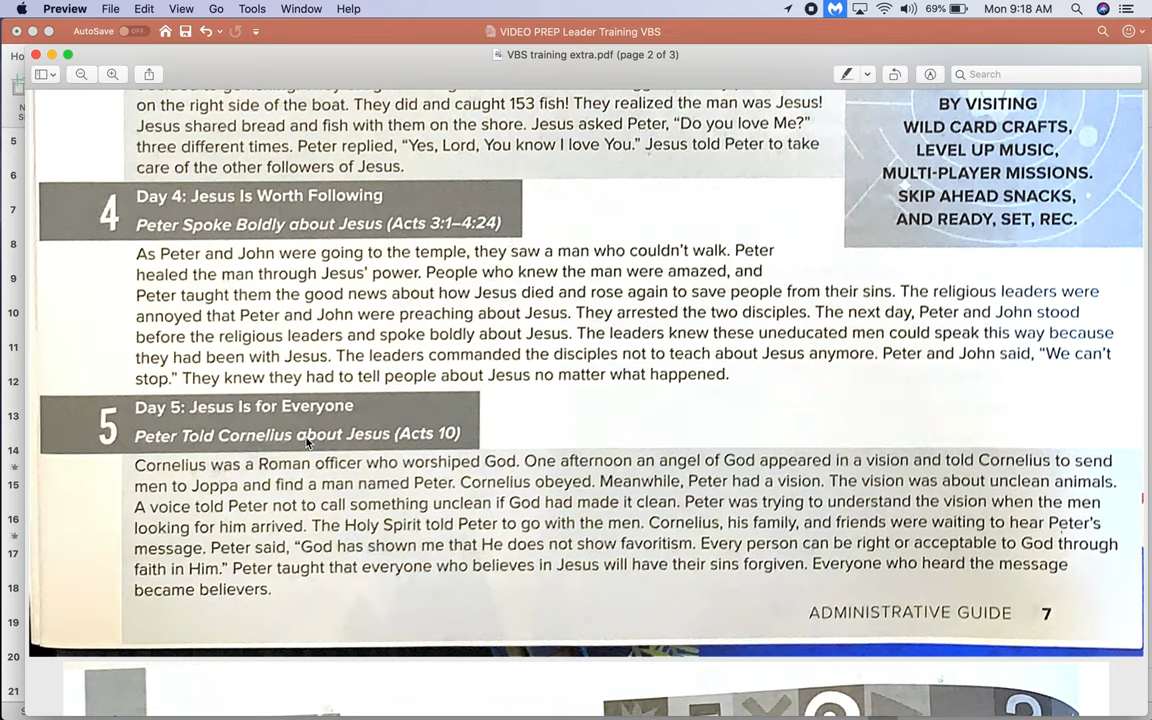 Preview File Edit View Go Tools Window Help 69% Mon 9:18 AM
AutoSave OFF VIDEO PREP Leader Training VBS
VBS training extra.pdf (page 2 of 3)
Search
on the right side of the boat. They did and caught 153 fish! They realized the man was Jesus!
Jesus shared bread and fish with them on the shore. Jesus asked Peter, “Do you love Me?”
three different times. Peter replied, “Yes, Lord, You know I love You.” Jesus told Peter to take
care of the other followers of Jesus.
BY VISITING
WILD CARD CRAFTS,
LEVEL UP MUSIC,
MULTI-PLAYER MISSIONS.
SKIP AHEAD SNACKS,
AND READY, SET, REC.
4
Day 4: Jesus Is Worth Following
Peter Spoke Boldly about Jesus (Acts 3:1–4:24)
As Peter and John were going to the temple, they saw a man who couldn’t walk. Peter
healed the man through Jesus’ power. People who knew the man were amazed, and
Peter taught them the good news about how Jesus died and rose again to save people from their sins. The religious leaders were
annoyed that Peter and John were preaching about Jesus. They arrested the two disciples. The next day, Peter and John stood
before the religious leaders and spoke boldly about Jesus. The leaders knew these uneducated men could speak this way because
they had been with Jesus. The leaders commanded the disciples not to teach about Jesus anymore. Peter and John said, “We can’t
stop.” They knew they had to tell people about Jesus no matter what happened.
5
Day 5: Jesus Is for Everyone
Peter Told Cornelius about Jesus (Acts 10)
Cornelius was a Roman officer who worshiped God. One afternoon an angel of God appeared in a vision and told Cornelius to send
men to Joppa and find a man named Peter. Cornelius obeyed. Meanwhile, Peter had a vision. The vision was about unclean animals.
A voice told Peter not to call something unclean if God had made it clean. Peter was trying to understand the vision when the men
looking for him arrived. The Holy Spirit told Peter to go with the men. Cornelius, his family, and friends were waiting to hear Peter’s
message. Peter said, “God has shown me that He does not show favoritism. Every person can be right or acceptable to God through
faith in Him.” Peter taught that everyone who believes in Jesus will have their sins forgiven. Everyone who heard the message
became believers.
ADMINISTRATIVE GUIDE 7
5
6
7
8
9
10
11
12
13
14
15
16
17
18
19
20
21